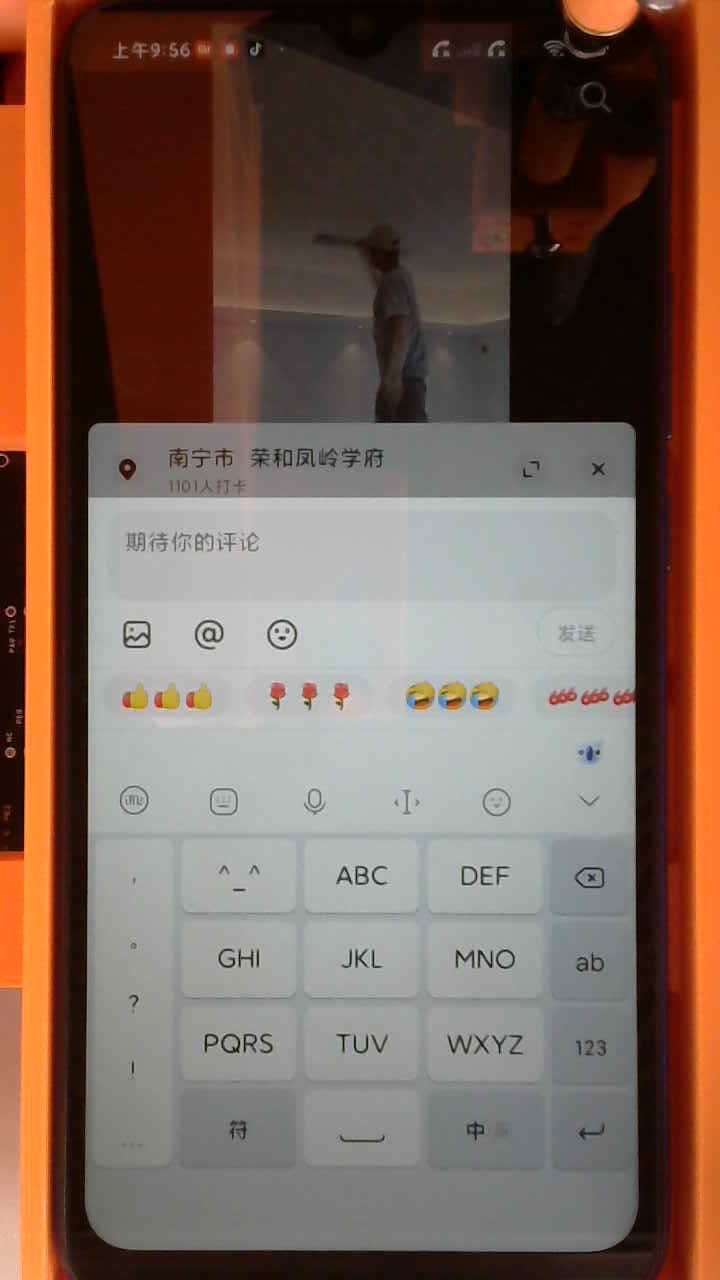 上午9:56
南宁市 荣和凤岭学府
1101人打卡
期待你的评论
发送
666 666 666
, ^_^ ABC DEF
。 GHI JKL MNO ab
? PQRS TUV WXYZ 123
!
... 符 中